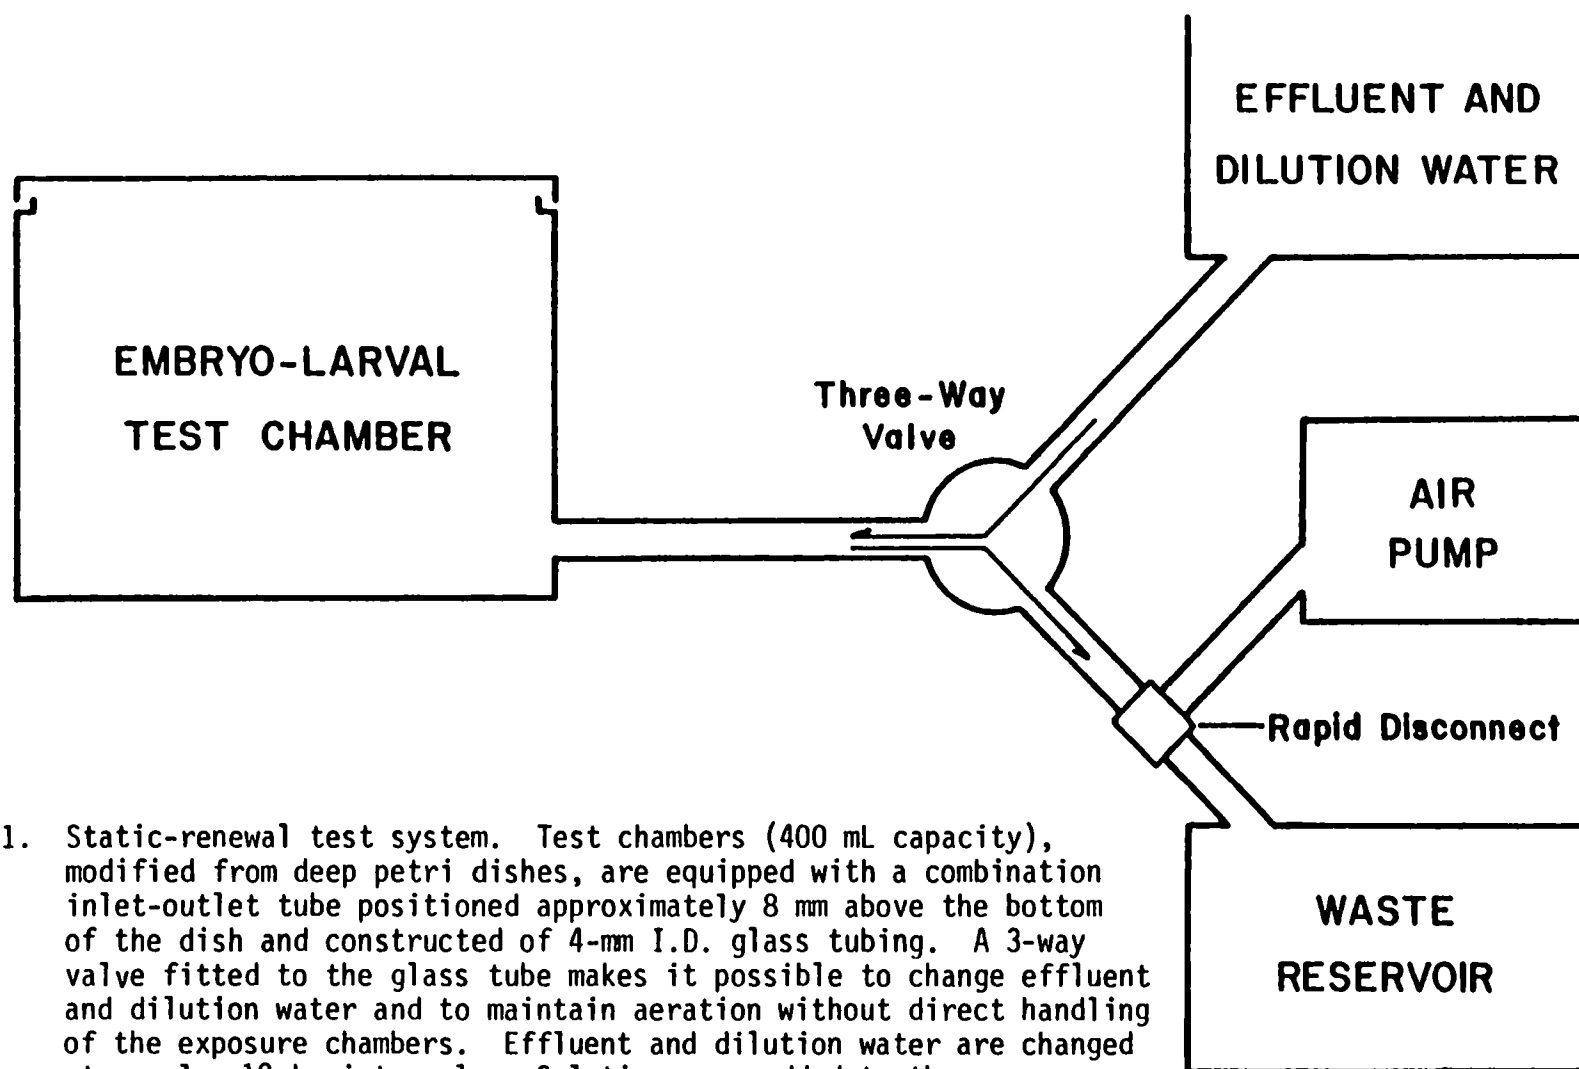 EFFLUENT AND
DILUTION WATER
EMBRYO-LARVAL
TEST CHAMBER
Three-Way
Valve
AIR
PUMP
Rapid Disconnect
WASTE
RESERVOIR
1. Static-renewal test system. Test chambers (400 mL capacity),
modified from deep petri dishes, are equipped with a combination
inlet-outlet tube positioned approximately 8 mm above the bottom
of the dish and constructed of 4-mm I.D. glass tubing. A 3-way
valve fitted to the glass tube makes it possible to change effluent
and dilution water and to maintain aeration without direct handling
of the exposure chambers. Effluent and dilution water are changed